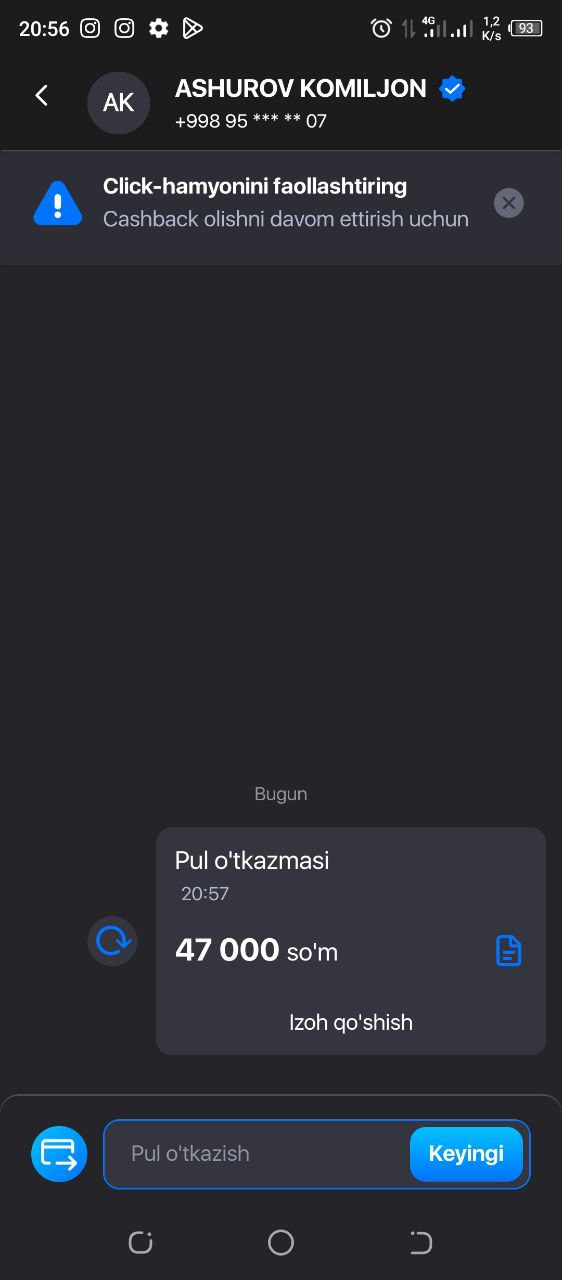 20:56
4G
1,2
K/s
93
AK
ASHUROV KOMILJON
+998 95 *** ** 07
Click-hamyonini faollashtiring
Cashback olishni davom ettirish uchun
Bugun
Pul o'tkazmasi
20:57
47 000 so'm
Izoh qo'shish
Pul o'tkazish
Keyingi